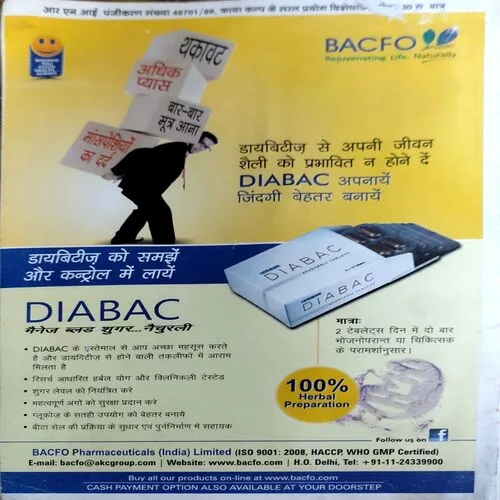 आर.एन.आई. पंजीकरण संख्या 48701/89, काया कल्प के सरल प्रयोग
BACFO
Rejuvenating Life.. Naturally
थकावट
अधिक
प्यास
बार-बार
मूत्र आना
मांसपेशियों
का दर्द
डायबिटीज़ से अपनी जीवन
शैली को प्रभावित न होने दें
DIABAC अपनायें
जिंदगी बेहतर बनायें
डायबिटीज़ को समझें
और कन्ट्रोल में लायें
DIABAC
DIABAC
DIABAC
मैनेज ब्लड शुगर...नैचुरली
• DIABAC के इस्तेमाल से आप अच्छा महसूस करते
है और डायबिटीज से होने वाली तकलीफों में आराम
मिलता है
• रिसर्च आधारित हर्बल योग और क्लिनिकली टेस्टेड
• शुगर लेवल को नियंत्रित करे
• महत्वपूर्ण अंगों को सुरक्षा प्रदान करे
• ग्लूकोज के सतही उपयोग को बेहतर बनाये
• बीटा सेल की प्रक्रिया के सुधार एवं पुर्ननिर्माण में सहायक
मात्राः
2 टेबलेट्स दिन में दो बार
भोजनोपरान्त या चिकित्सक
के परामर्शानुसार।
100%
Herbal
Preparation
Follow us on f
BACFO Pharmaceuticals (India) Limited (ISO 9001: 2008, HACCP, WHO GMP Certified)
E-mail: bacfo@akcgroup.com | Website: www.bacfo.com | H.O. Delhi, Tel: +91-11-24339900
Buy all our products on-line at www.bacfo.com
CASH PAYMENT OPTION ALSO AVAILABLE AT YOUR DOORSTEP